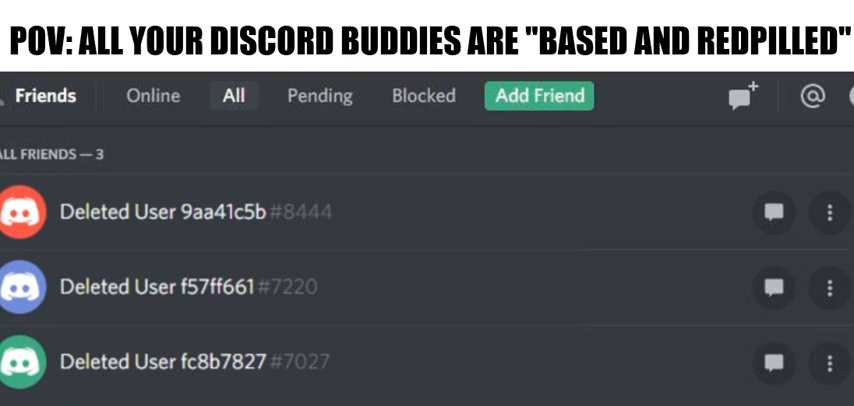 POV: ALL YOUR DISCORD BUDDIES ARE "BASED AND REDPILLED"
Friends Online All Pending Blocked Add Friend
ALL FRIENDS — 3
Deleted User 9aa41c5b #8444
Deleted User f57ff661 #7220
Deleted User fc8b7827 #7027